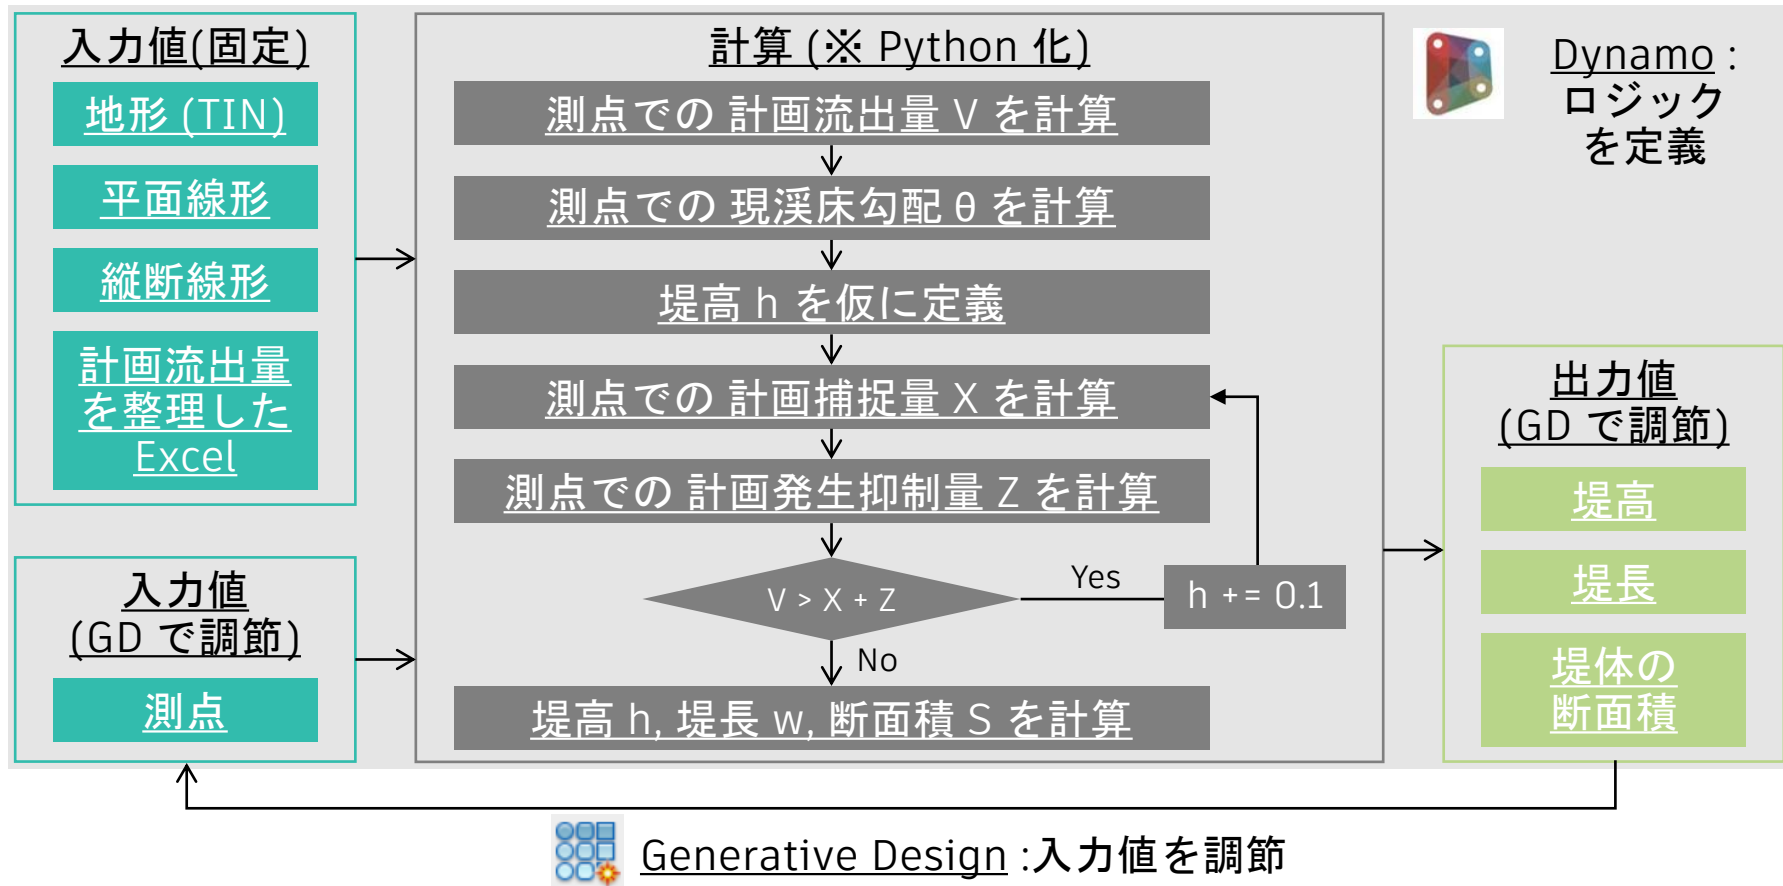 入力値(固定)
地形 (TIN)
平面線形
縦断線形
計画流出量
を整理した
Excel
入力値
(GD で調節)
測点
計算 (※ Python 化)
測点での 計画流出量 V を計算
測点での 現渓床勾配 θ を計算
堤高 h を仮に定義
測点での 計画捕捉量 X を計算
測点での 計画発生抑制量 Z を計算
V > X + Z
Yes
h += 0.1
No
堤高 h, 堤長 w, 断面積 S を計算
Dynamo :
ロジック
を定義
出力値
(GD で調節)
堤高
堤長
堤体の
断面積
Generative Design :入力値を調節